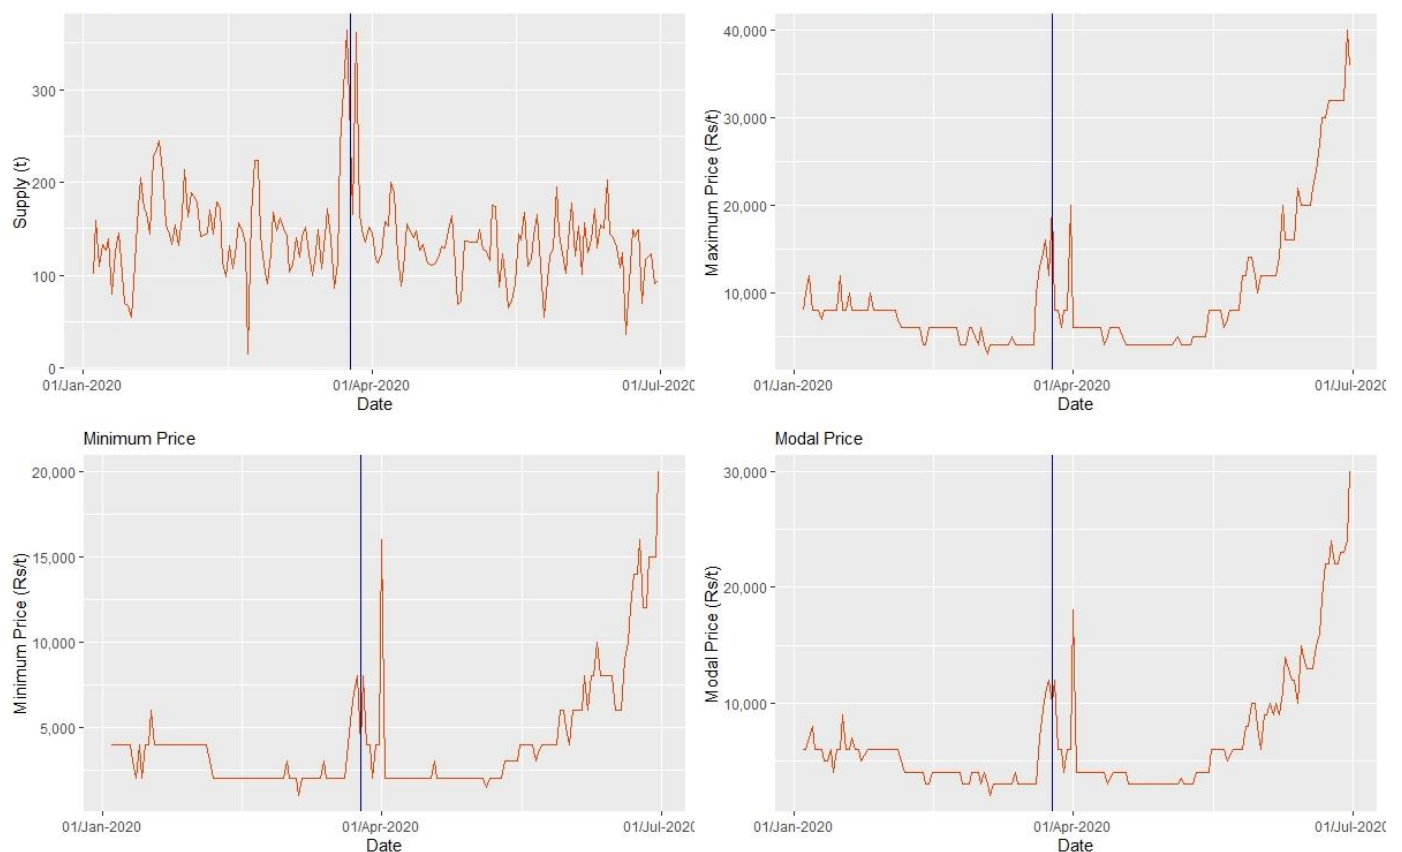 Supply (t)
300
200
100
0
01/Jan-2020
01/Apr-2020
01/Jul-2020
Date
Maximum Price (Rs/t)
40,000
30,000
20,000
10,000
01/Jan-2020
01/Apr-2020
01/Jul-2020
Date
Minimum Price
Minimum Price (Rs/t)
20,000
15,000
10,000
5,000
01/Jan-2020
01/Apr-2020
01/Jul-202
Date
Modal Price
Modal Price (Rs/t)
30,000
20,000
10,000
01/Jan-2020
01/Apr-2020
01/Jul-2020
Date